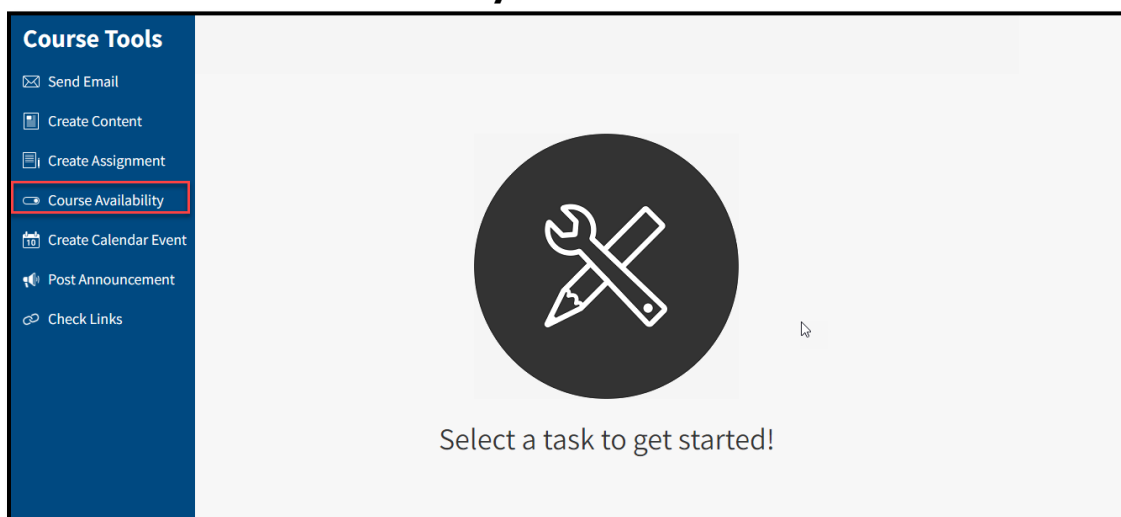 Course Tools
Send Email
Create Content
Create Assignment
Course Availability
10 Create Calendar Event
Post Announcement
Check Links
Select a task to get started!